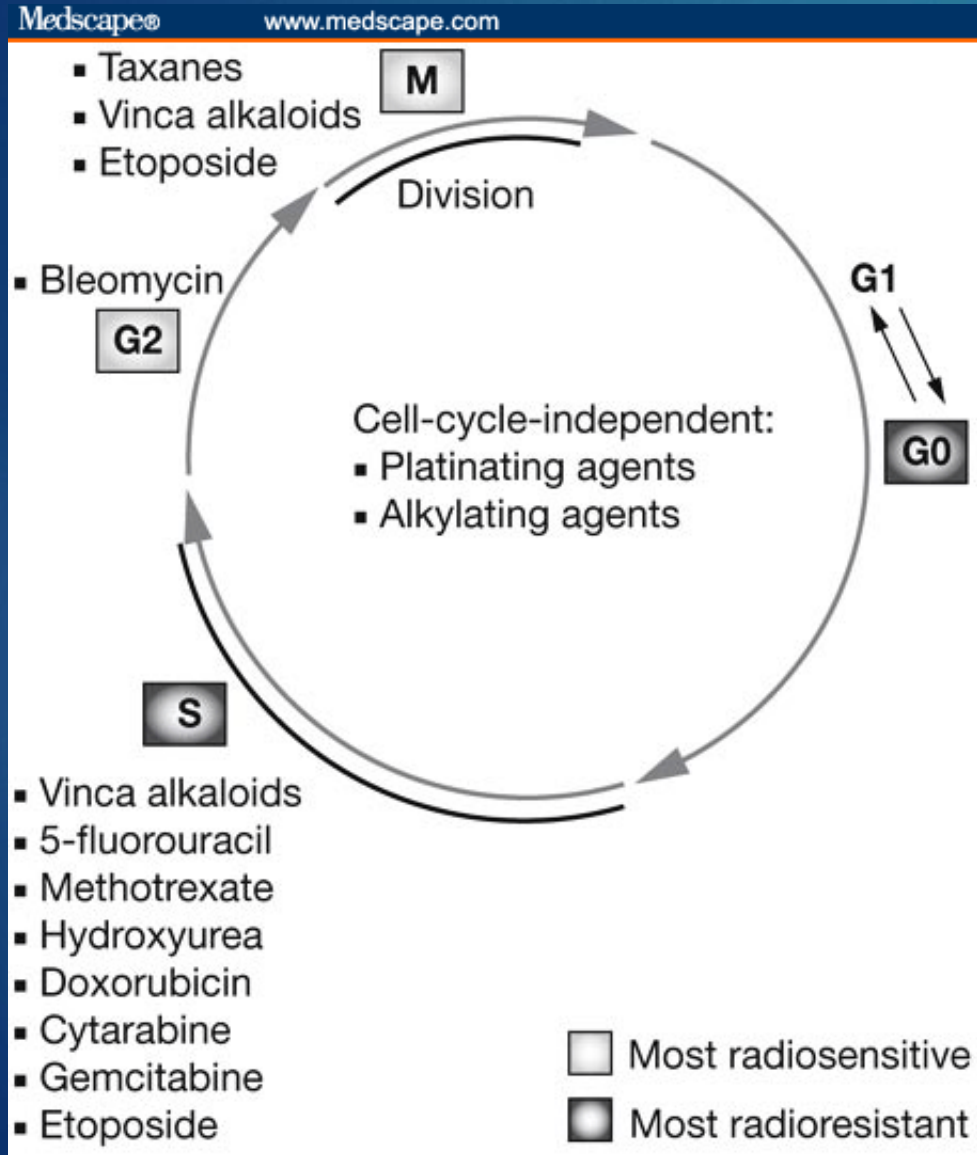 Medscape® www.medscape.com
▪ Taxanes
▪ Vinca alkaloids
▪ Etoposide
M
Division
▪ Bleomycin
G2
G1
G0
Cell-cycle-independent:
▪ Platinating agents
▪ Alkylating agents
S
▪ Vinca alkaloids
▪ 5-fluorouracil
▪ Methotrexate
▪ Hydroxyurea
▪ Doxorubicin
▪ Cytarabine
▪ Gemcitabine
▪ Etoposide
Most radiosensitive
Most radioresistant